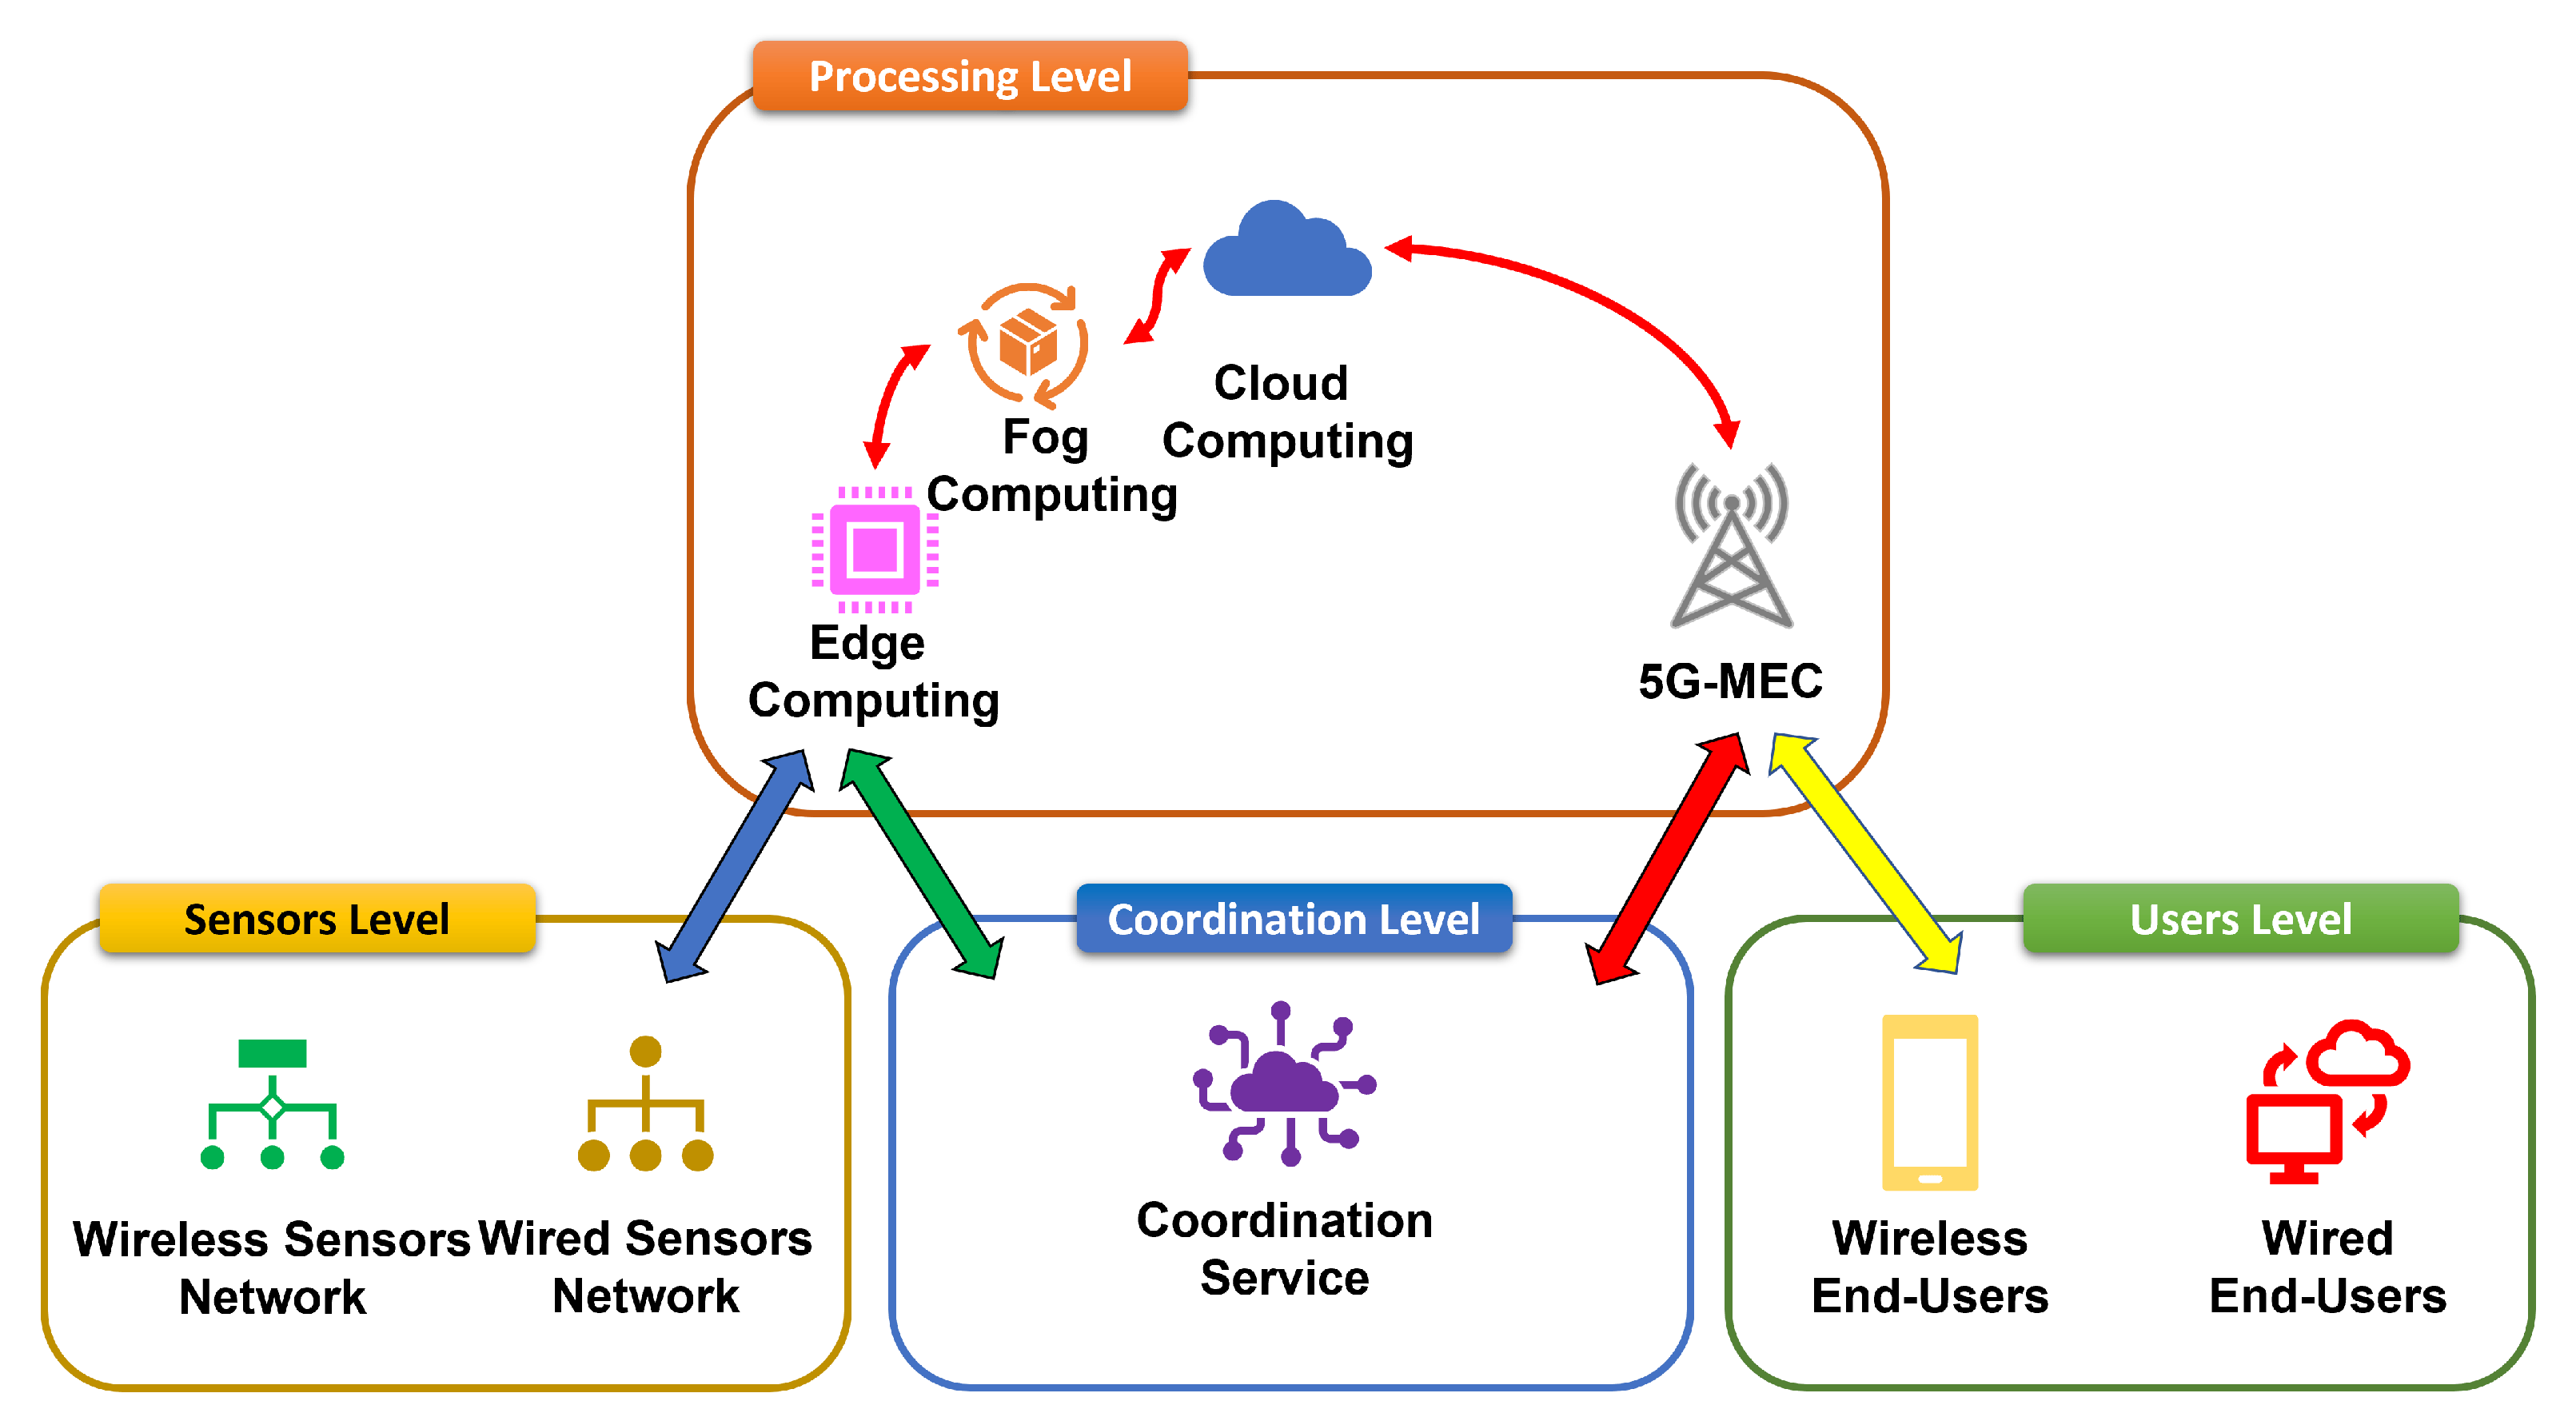 Processing Level
Cloud
Computing
Fog
Computing
Edge
Computing
5G-MEC
Sensors Level
Wireless Sensors
Network
Wired Sensors
Network
Coordination Level
Coordination
Service
Users Level
Wireless
End-Users
Wired
End-Users